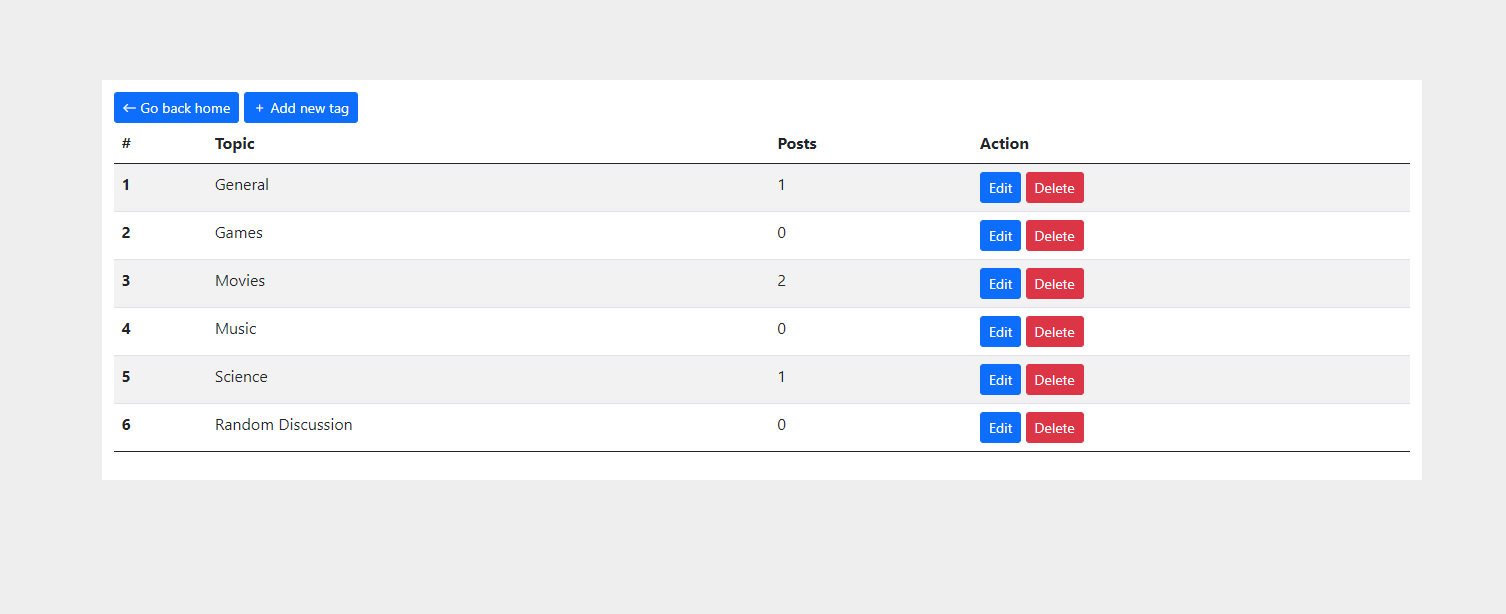 ← Go back home + Add new tag
# Topic Posts Action
1 General 1 Edit Delete
2 Games 0 Edit Delete
3 Movies 2 Edit Delete
4 Music 0 Edit Delete
5 Science 1 Edit Delete
6 Random Discussion 0 Edit Delete